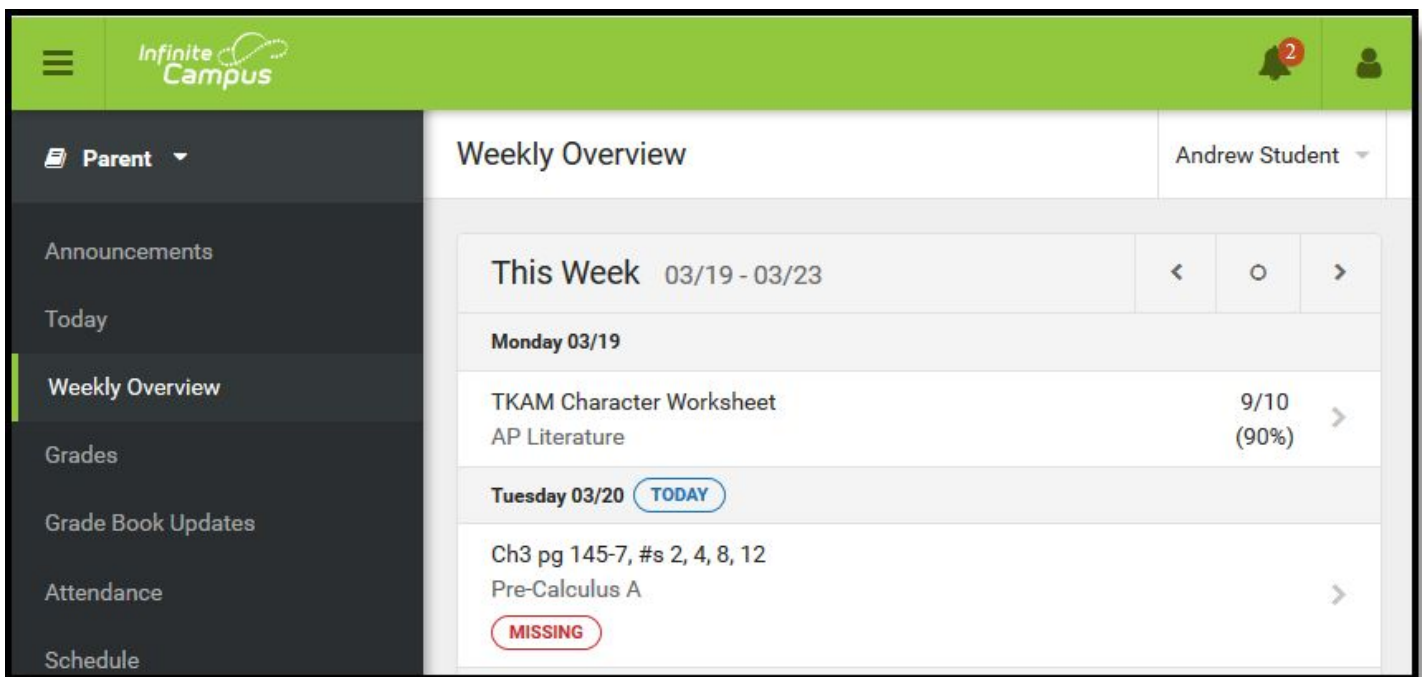 Infinite
Campus
2
Parent
Weekly Overview
Andrew Student
Announcements
Today
Weekly Overview
Grades
Grade Book Updates
Attendance
Schedule
This Week 03/19 - 03/23
Monday 03/19
TKAM Character Worksheet
9/10
AP Literature
(90%)
Tuesday 03/20 TODAY
Ch3 pg 145-7, #s 2, 4, 8, 12
Pre-Calculus A
MISSING